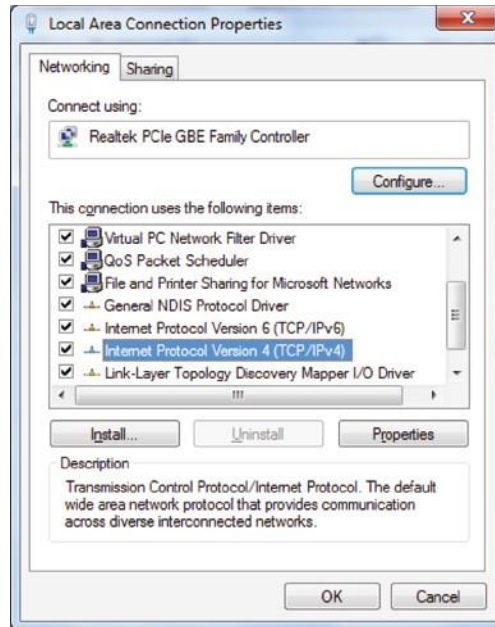 Local Area Connection Properties
Networking Sharing
Connect using:
Realtek PCIe GBE Family Controller
Configure...
This connection uses the following items:
Virtual PC Network Filter Driver
QoS Packet Scheduler
File and Printer Sharing for Microsoft Networks
General NDIS Protocol Driver
Internet Protocol Version 6 (TCP/IPv6)
Internet Protocol Version 4 (TCP/IPv4)
Link-Layer Topology Discovery Mapper I/O Driver
Install... Uninstall Properties
Description
Transmission Control Protocol/Internet Protocol. The default
wide area network protocol that provides communication
across diverse interconnected networks.
OK Cancel